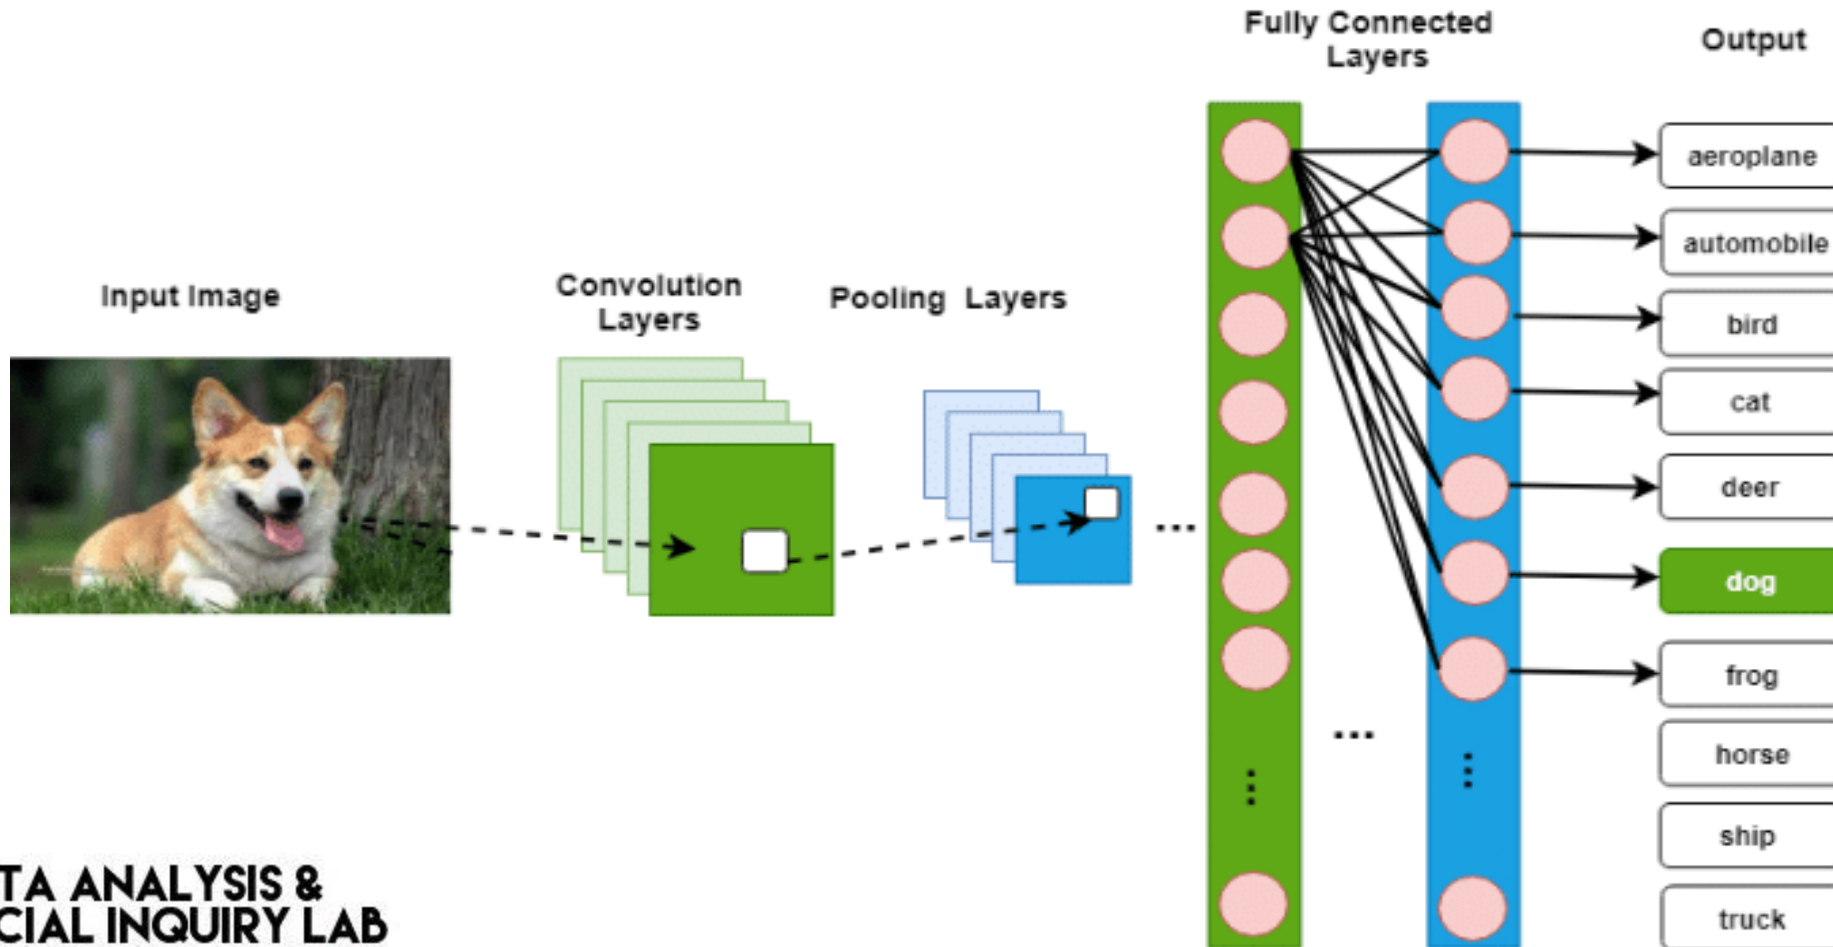 Fully Connected
Layers
Output
Input Image
Convolution
Layers
Pooling Layers
aeroplane
automobile
bird
cat
deer
dog
frog
horse
ship
truck
...
...
TA ANALYSIS &
CIAL INQUIRY LAB